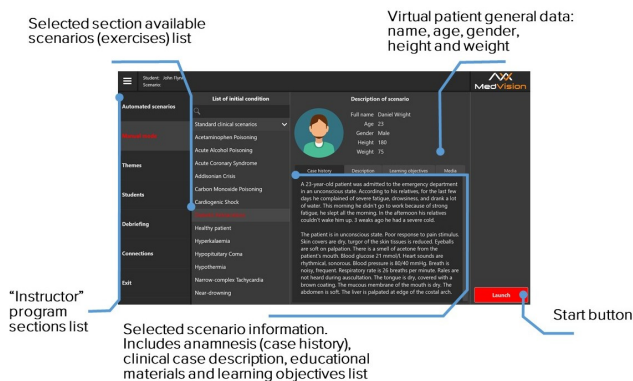 Selected section available
scenarios (exercises) list
Virtual patient general data:
name, age, gender,
height and weight
Student: John Flynn
Scenario:
MedVision
Automated scenarios
Themes
Students
Debriefing
Connections
Exit
List of initial condition
Standard clinical scenarios
Acetaminophen Poisoning
Acute Alcohol Poisoning
Acute Coronary Syndrome
Addisonian Crisis
Carbon Monoxide Poisoning
Cardiogenic Shock
Healthy patient
Hyperkalaemia
Hypopituitary Coma
Hypothermia
Narrow-complex Tachycardia
Near-drowning
Description of scenario
Full name Daniel Wright
Age 23
Gender Male
Height 180
Weight 75
Case history Description Learning objectives Media
A 23-year-old patient was admitted to the emergency department
in an unconscious state. According to his relatives, for the last few
days he complained of severe fatigue, drowsiness, and drank a lot
of water. This morning he didn't go to work because of strong
fatigue, he slept all the morning. In the afternoon his relatives
couldn't wake him up. 3 weeks ago he had a severe cold.
The patient is in unconscious state. Poor response to pain stimulus.
Skin covers are dry, turgor of the skin tissues is reduced. Eyeballs
are soft on palpation. There is a smell of acetone from the
patient's mouth. Blood glucose 21 mmol/l. Heart sounds are
rhythmical, sonorous. Blood pressure is 80/40 mmHg. Breath is
noisy, frequent. Respiratory rate is 26 breaths per minute. Rales are
not heard during auscultation. The tongue is dry, covered with a
brown coating. The mucous membrane of the mouth is dry. The
abdomen is soft. The liver is palpated at edge of the costal arch.
Launch
"Instructor"
program
sections list
Selected scenario information.
Includes anamnesis (case history),
clinical case description, educational
materials and learning objectives list
Start button